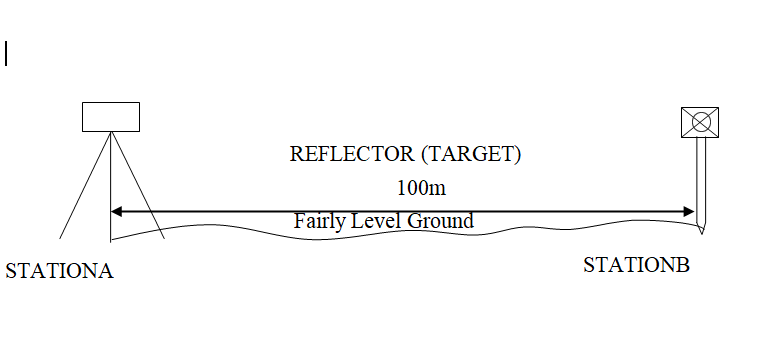 REFLECTOR (TARGET)
100m
Fairly Level Ground
STATIONA
STATIONB